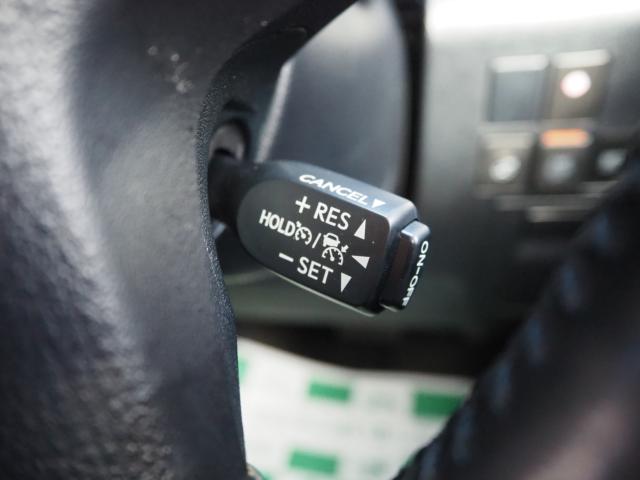 CANCEL▼
+ RES ▲
HOLD /
− SET ▼
ON-OFF